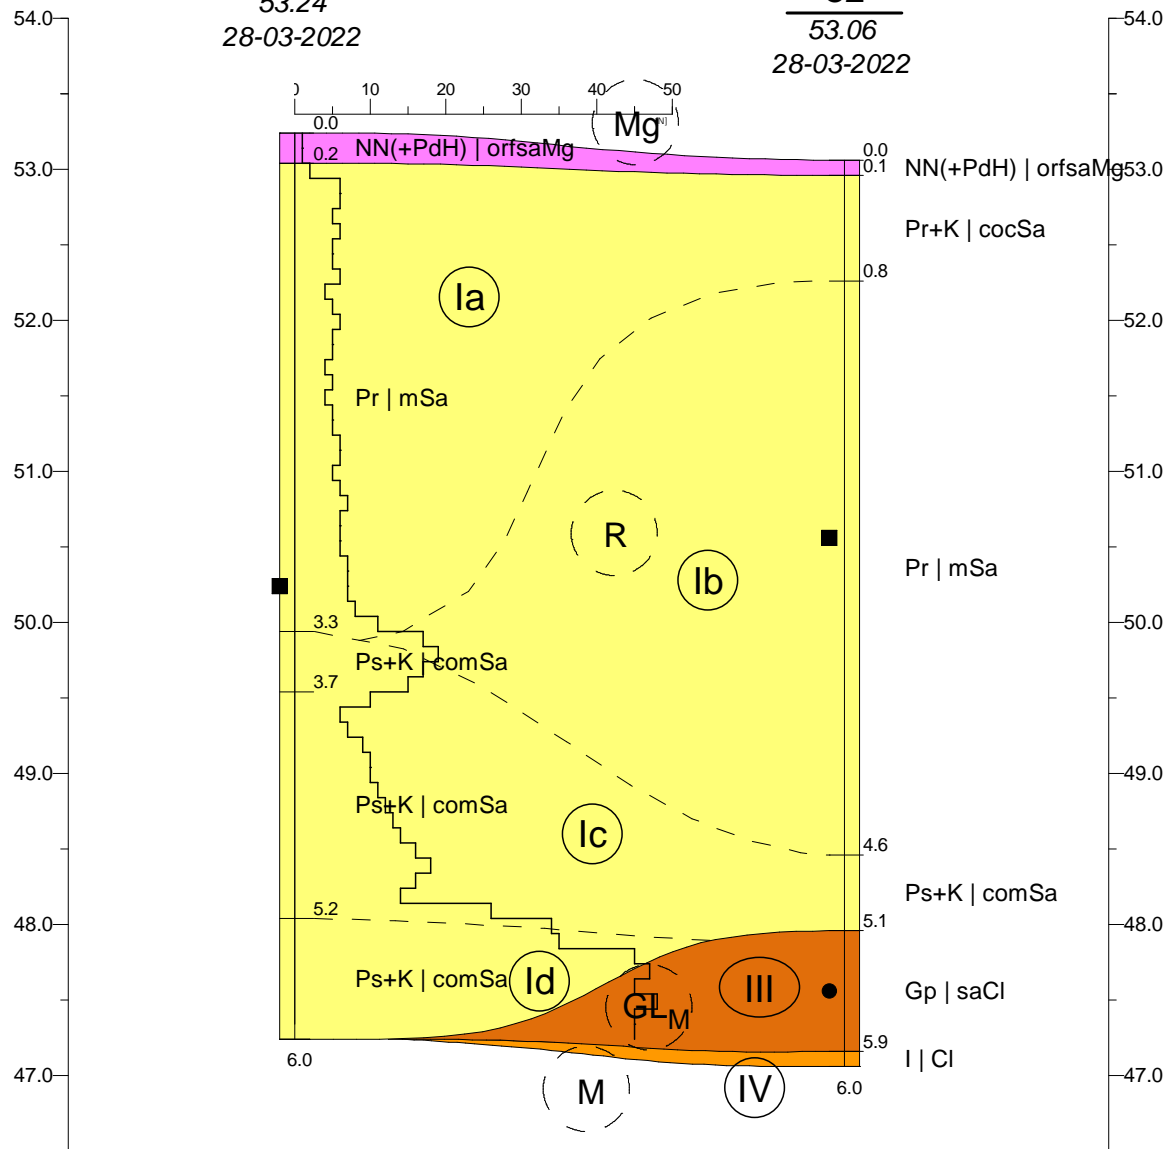 54.0
53.24
28-03-2022
53.06
28-03-2022
54.0
0 10 20 30 40 50
Mg
0.0
0.2
NN(+PdH) | orfsaMg
0.0
0.1
53.0
NN(+PdH) | orfsaMg
53.0
Pr+K | cocSa
0.8
Ia
52.0
52.0
Pr | mSa
51.0
51.0
R
Ib
Pr | mSa
50.0
3.3
50.0
Ps+K | comSa
3.7
49.0
49.0
Ps+K | comSa
Ic
4.6
Ps+K | comSa
48.0
5.2
5.1
48.0
Ps+K | comSa
Id
III
GLM
Gp | saCl
5.9
I | Cl
6.0
47.0
M
IV
6.0
47.0